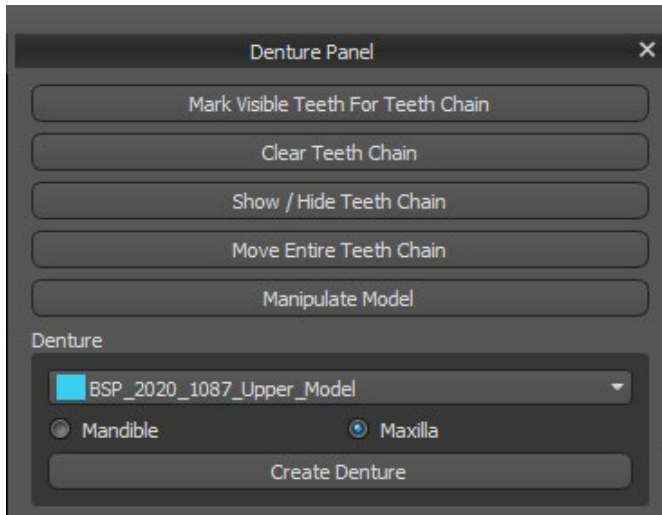 Denture Panel
Mark Visible Teeth For Teeth Chain
Clear Teeth Chain
Show / Hide Teeth Chain
Move Entire Teeth Chain
Manipulate Model
Denture
BSP_2020_1087_Upper_Model
Mandible Maxilla
Create Denture